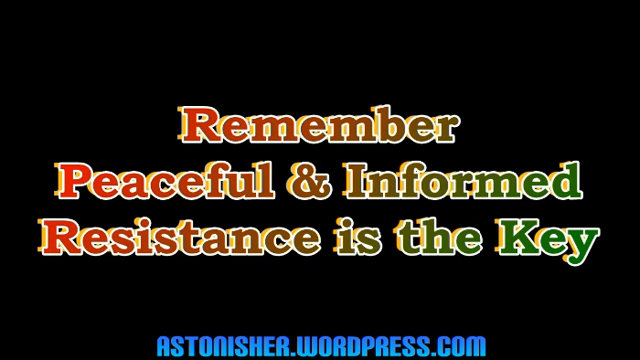 Remember
Peaceful & Informed
Resistance is the Key
ASTONISHER.WORDPRESS.COM